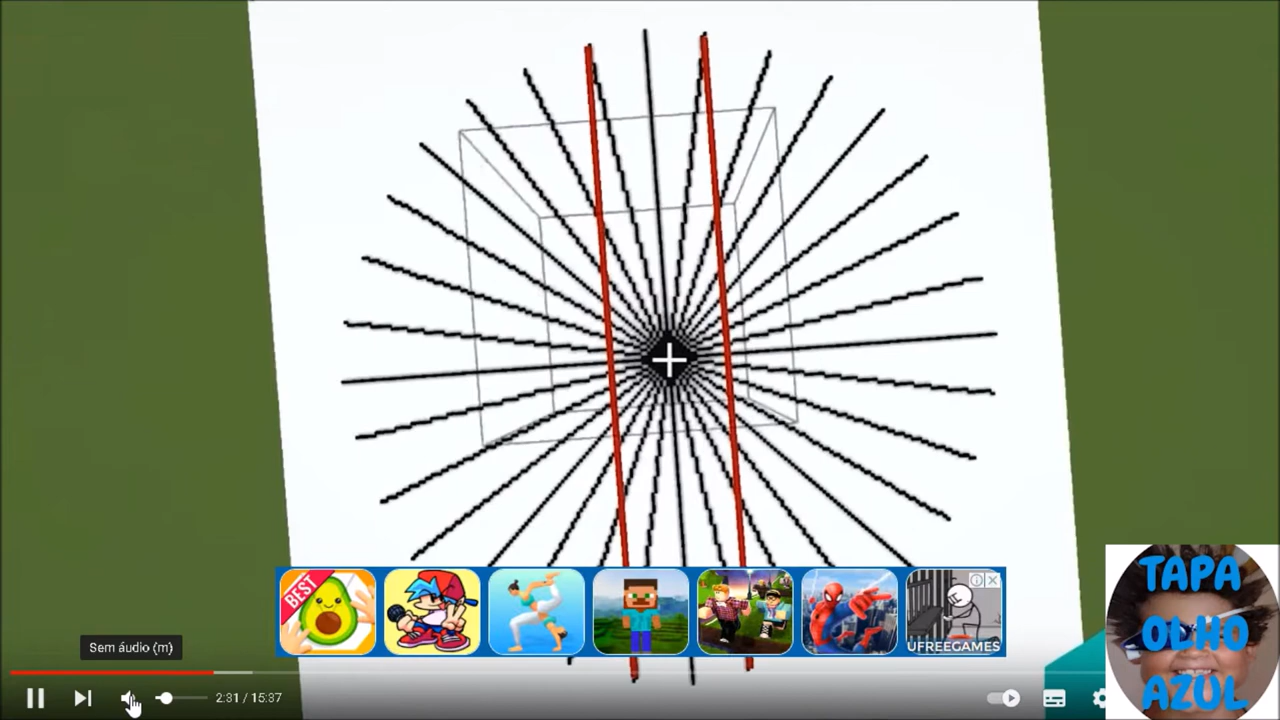 BEST
UFREEGAMES
Sem áudio (m)
2:31 / 15:37
TAPA
OLHO
AZUL